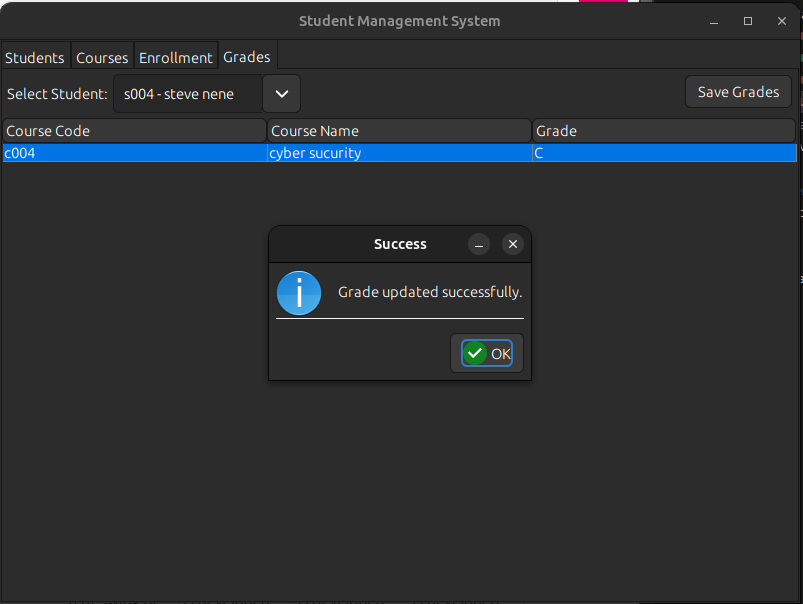 Student Management System
Students Courses Enrollment Grades
Select Student: s004 - steve nene Save Grades
Course Code Course Name Grade
c004 cyber sucurity C
Success
Grade updated successfully.
OK